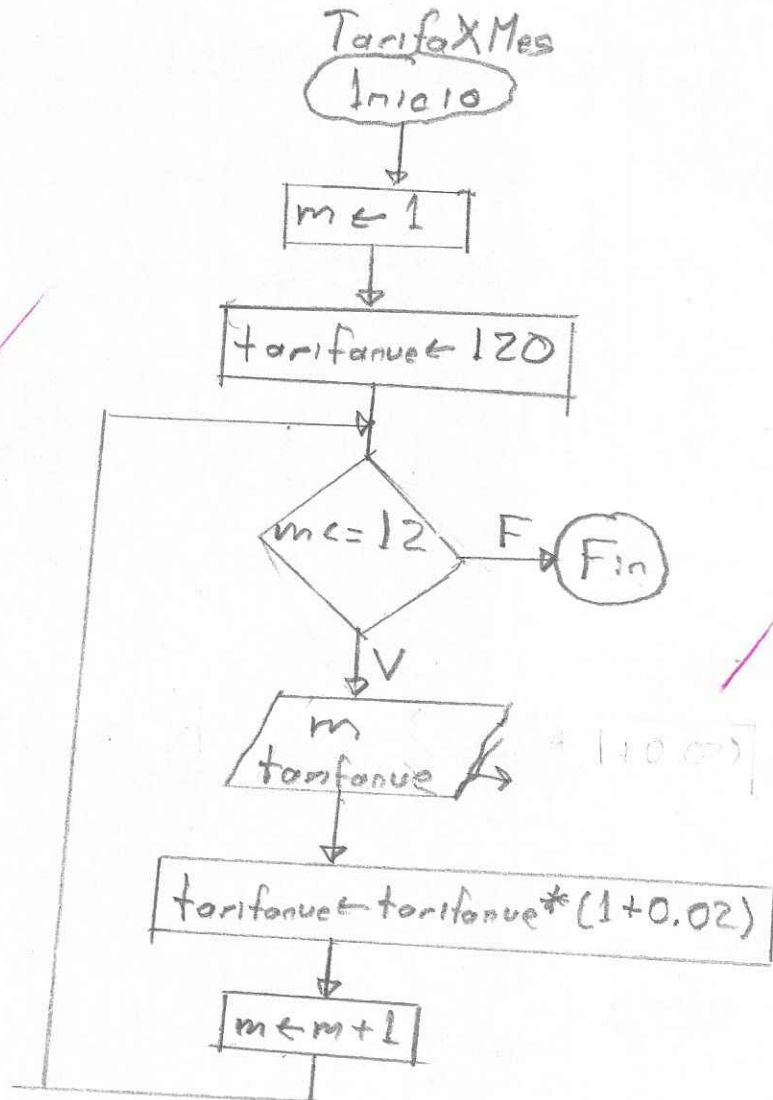 TarifaXMes
Inicio
m ← 1
tarifanue ← 120
m <= 12
F
Fin
V
m
tarifanue
tarifanue ← tarifanue * (1+0.02)
m ← m + 1